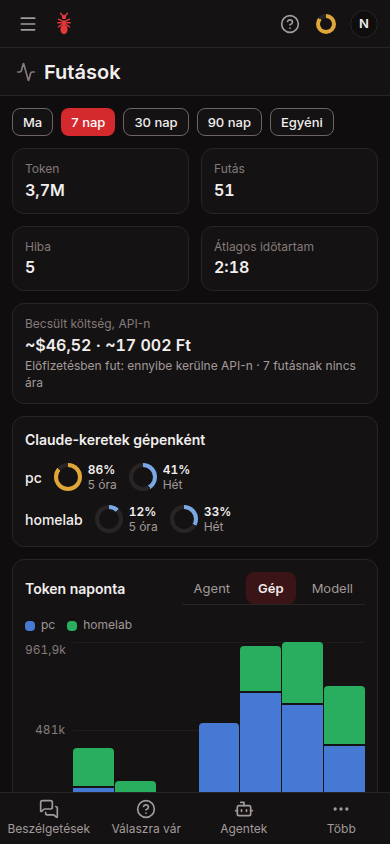 N
Futások
Ma
7 nap
30 nap
90 nap
Egyéni
Token
3,7M
Futás
51
Hiba
5
Átlagos időtartam
2:18
Becsült költség, API-n
~$46,52 · ~17 002 Ft
Előfizetésben fut: ennyibe kerülne API-n · 7 futásnak nincs
ára
Claude-keretek gépenként
pc
86%
5 óra
41%
Hét
homelab
12%
5 óra
33%
Hét
Token naponta
Agent
Gép
Modell
pc
homelab
961,9k
481k
Beszélgetések
Válaszra vár
Agentek
Több